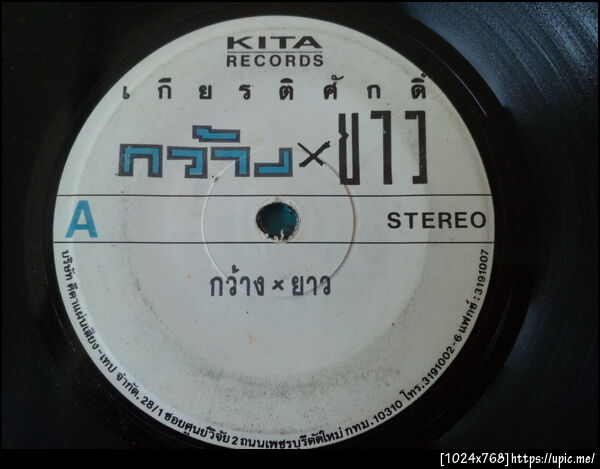 KITA
RECORDS
เกียรติศักดิ์
กว้าง × ยาว
A
STEREO
กว้าง × ยาว
บริษัท คีตาแผ่นเสียง-เทป จำกัด. 28/1 ซอยศูนย์วิจัย 2 ถนนเพชรบุรีตัดใหม่ กทม. 10310 โทร. 3191002-6 แฟกซ์ : 3191007
[1024x768]https://upic.me/